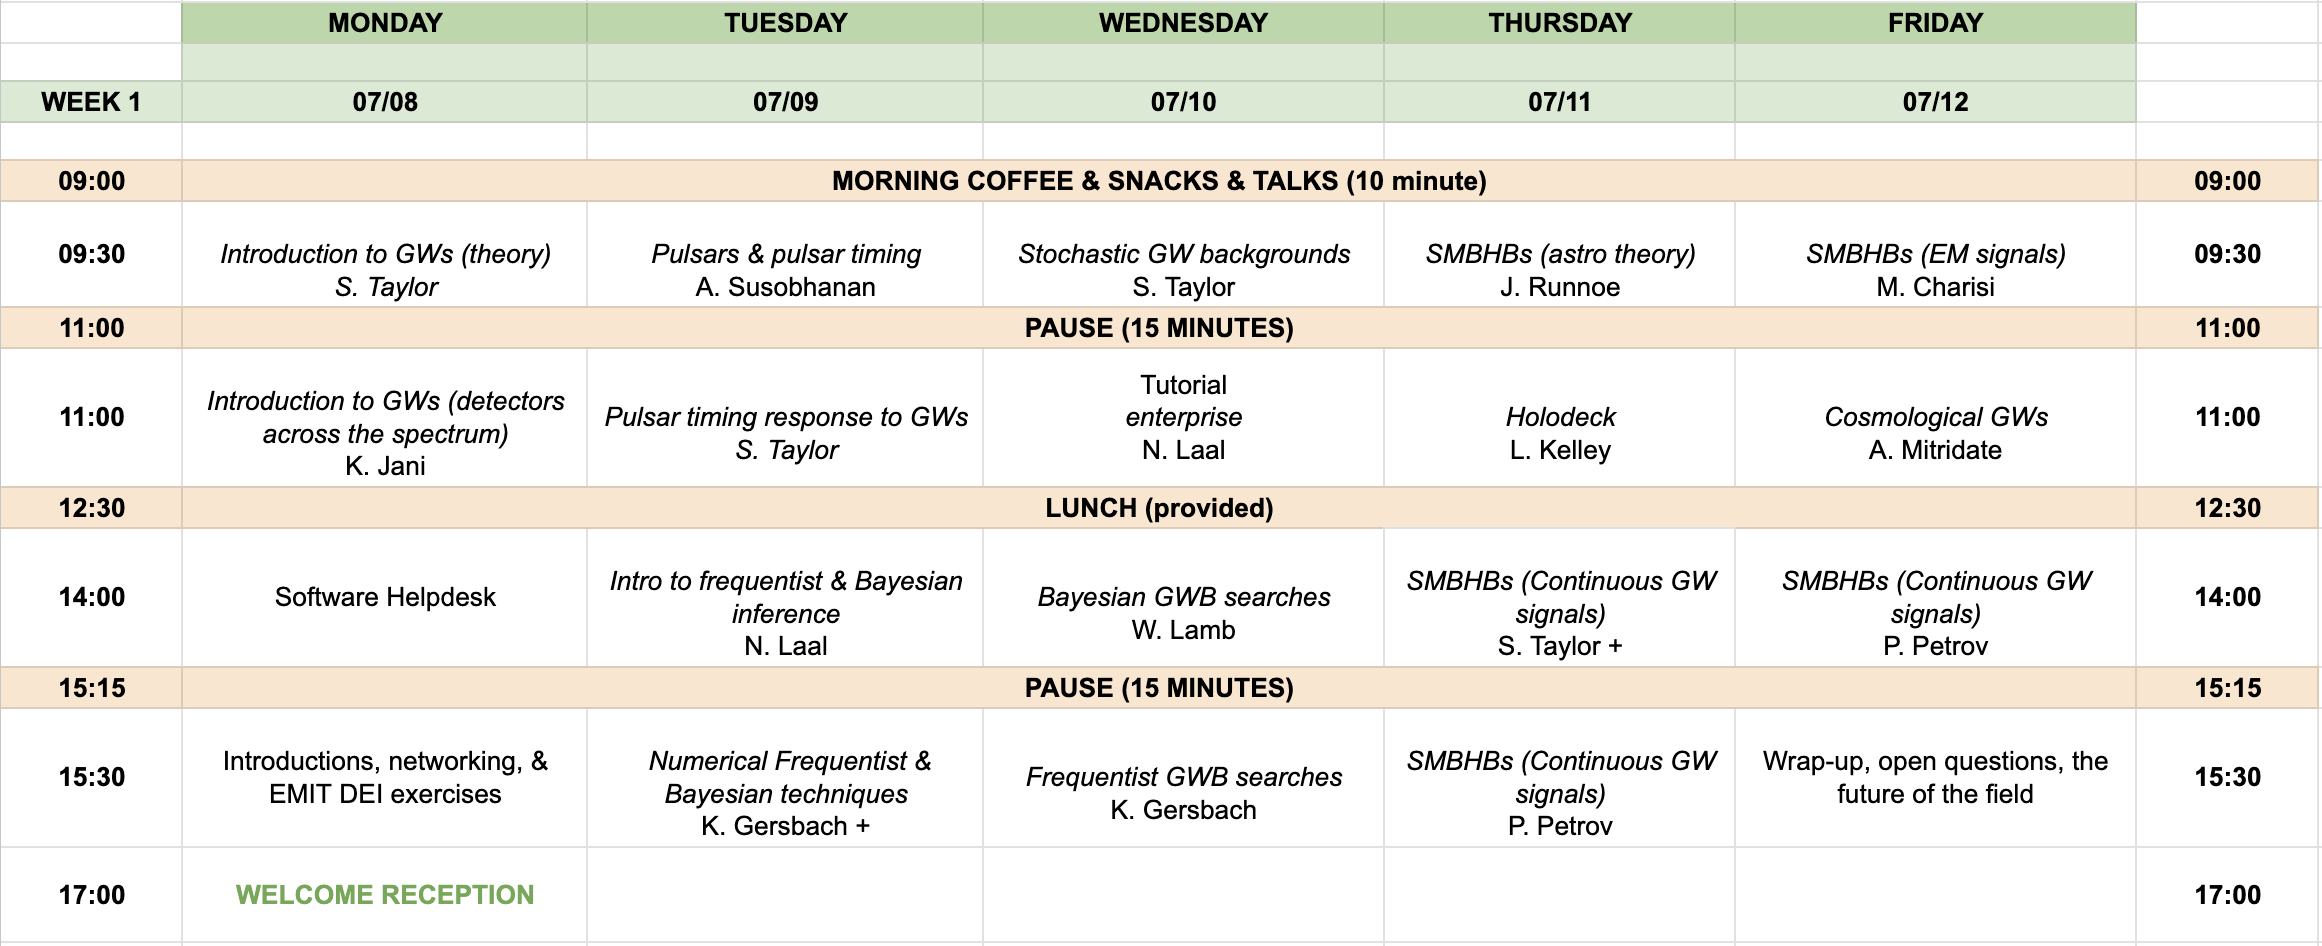 MONDAY TUESDAY WEDNESDAY THURSDAY FRIDAY
WEEK 1 07/08 07/09 07/10 07/11 07/12
09:00 MORNING COFFEE & SNACKS & TALKS (10 minute) 09:00
09:30
Introduction to GWs (theory)
S. Taylor
Pulsars & pulsar timing
A. Susobhanan
Stochastic GW backgrounds
S. Taylor
SMBHBs (astro theory)
J. Runnoe
SMBHBs (EM signals)
M. Charisi
09:30
11:00 PAUSE (15 MINUTES) 11:00
11:00
Introduction to GWs (detectors
across the spectrum)
K. Jani
Pulsar timing response to GWs
S. Taylor
Tutorial
enterprise
N. Laal
Holodeck
L. Kelley
Cosmological GWs
A. Mitridate
11:00
12:30 LUNCH (provided) 12:30
14:00
Software Helpdesk
Intro to frequentist & Bayesian
inference
N. Laal
Bayesian GWB searches
W. Lamb
SMBHBs (Continuous GW
signals)
S. Taylor +
SMBHBs (Continuous GW
signals)
P. Petrov
14:00
15:15 PAUSE (15 MINUTES) 15:15
15:30
Introductions, networking, &
EMIT DEI exercises
Numerical Frequentist &
Bayesian techniques
K. Gersbach +
Frequentist GWB searches
K. Gersbach
SMBHBs (Continuous GW
signals)
P. Petrov
Wrap-up, open questions, the
future of the field
15:30
17:00 WELCOME RECEPTION 17:00